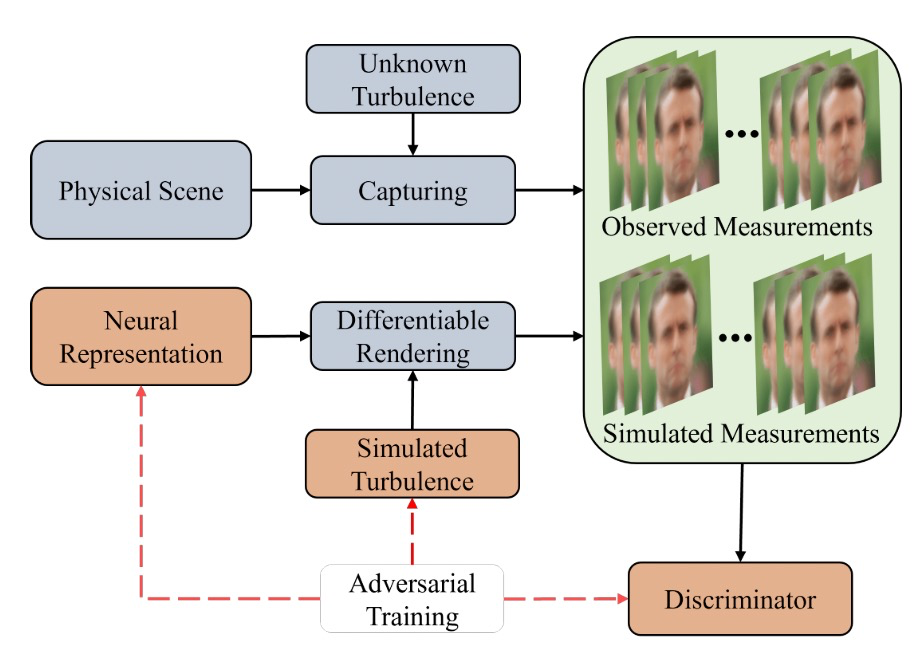 Unknown
Turbulence
Physical Scene
Capturing
Observed Measurements
Neural
Representation
Differentiable
Rendering
Simulated Measurements
Simulated
Turbulence
Adversarial
Training
Discriminator